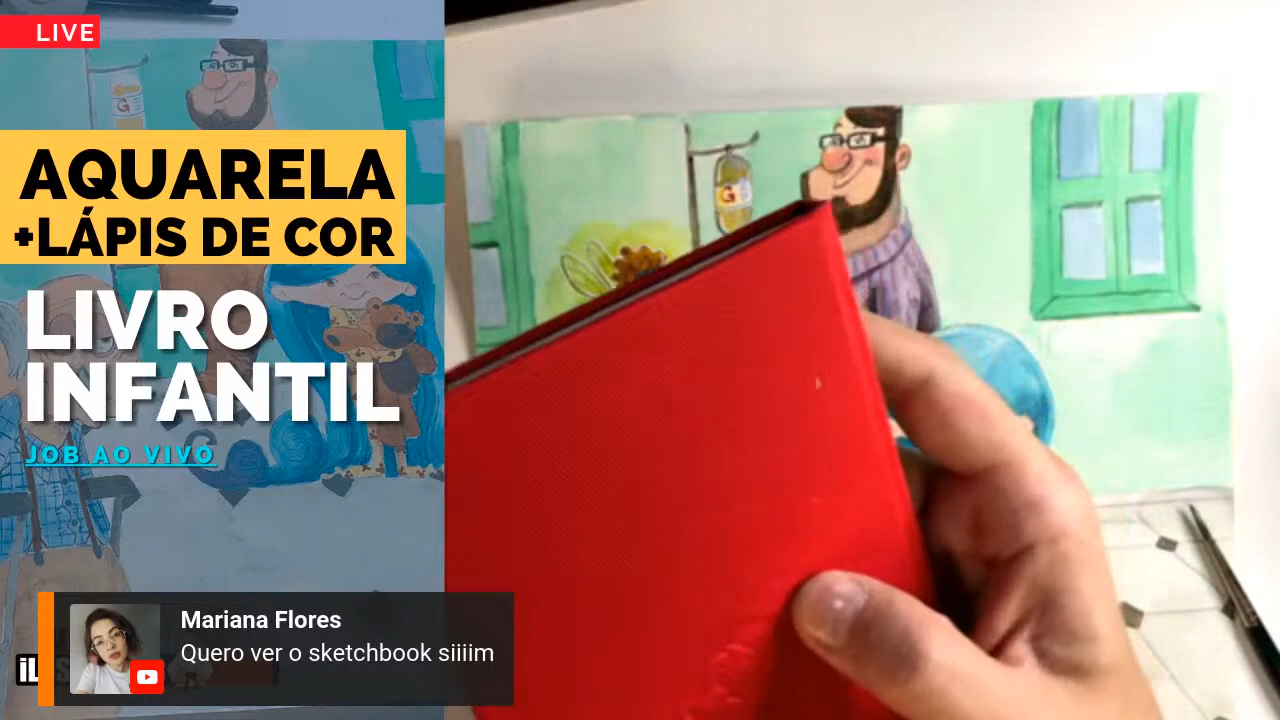 LIVE
AQUARELA
+LÁPIS DE COR
LIVRO
INFANTIL
JOB AO VIVO
Mariana Flores
Quero ver o sketchbook siiiim
G
G